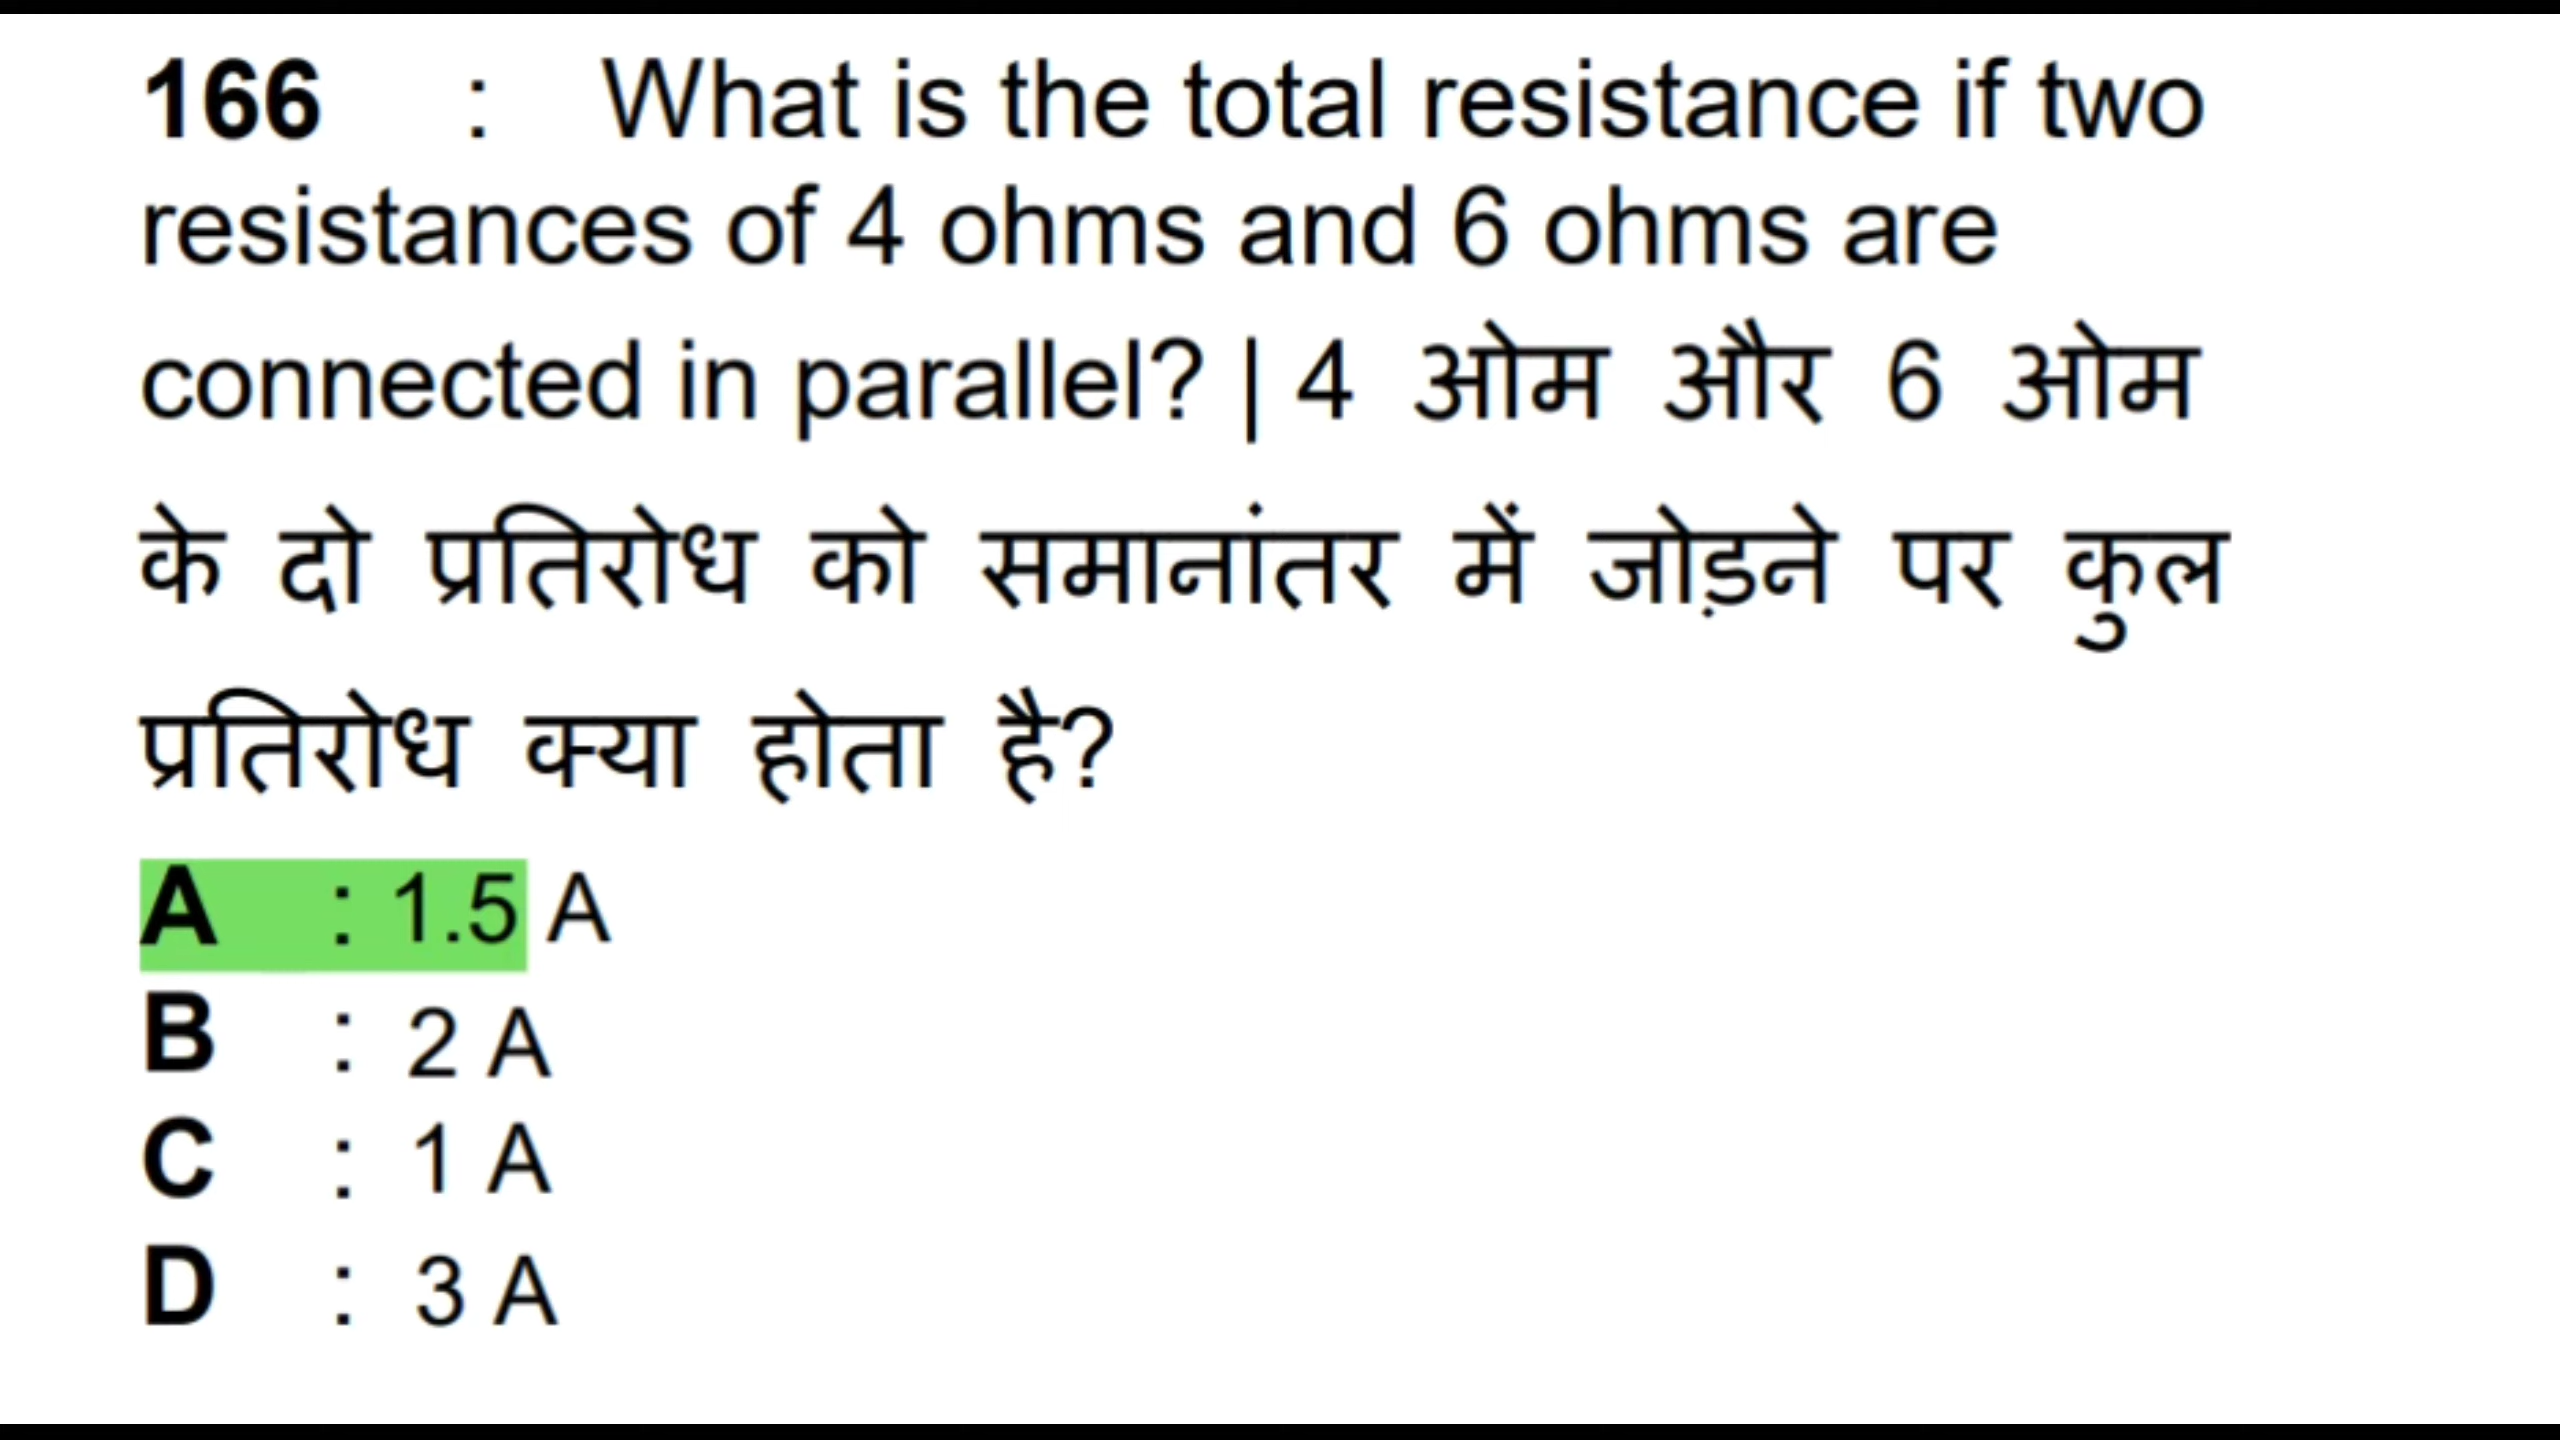 166 : What is the total resistance if two
resistances of 4 ohms and 6 ohms are
connected in parallel? | 4 ओम और 6 ओम
के दो प्रतिरोध को समानांतर में जोड़ने पर कुल
प्रतिरोध क्या होता है?
A : 1.5 A
B : 2 A
C : 1 A
D : 3 A